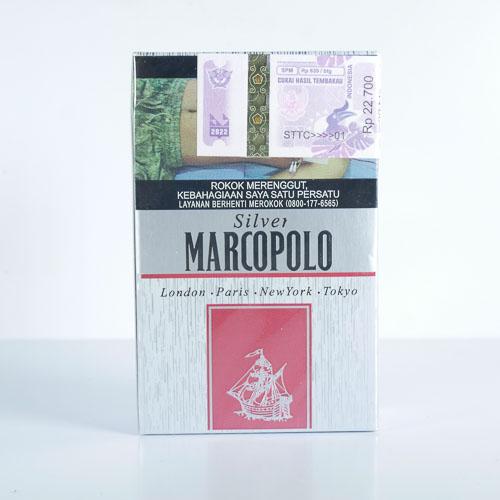 SPM
Rp 635 / btg
CUKAI HASIL TEMBAKAU
INDONESIA
Rp 22.700
2022
STTC>>>>01
ROKOK MERENGGUT,
KEBAHAGIAAN SAYA SATU PERSATU
LAYANAN BERHENTI MEROKOK (0800-177-6565)
Silver
MARCOPOLO
London · Paris · NewYork · Tokyo